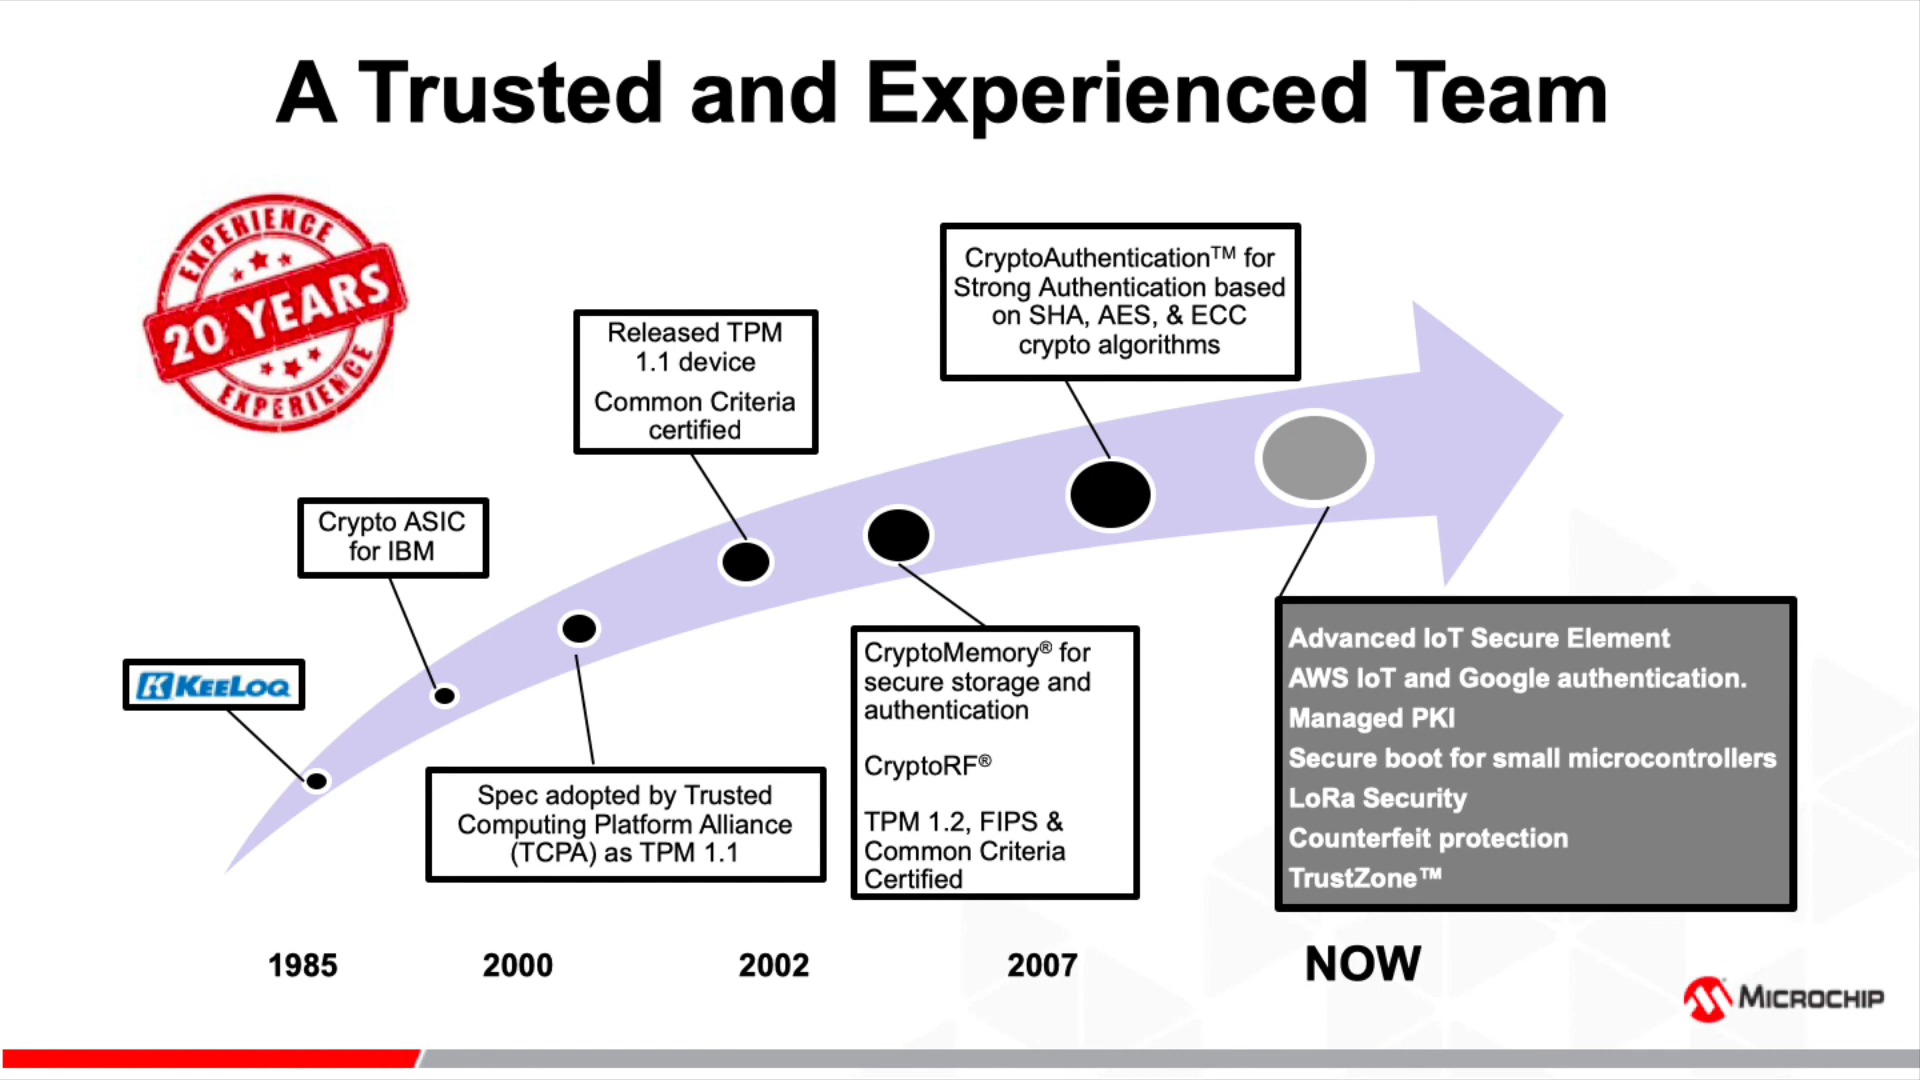 A Trusted and Experienced Team
EXPERIENCE
20 YEARS
EXPERIENCE
CryptoAuthentication™ for
Strong Authentication based
on SHA, AES, & ECC
crypto algorithms
Released TPM
1.1 device
Common Criteria
certified
Crypto ASIC
for IBM
KEELOQ
Spec adopted by Trusted
Computing Platform Alliance
(TCPA) as TPM 1.1
CryptoMemory® for
secure storage and
authentication
CryptoRF®
TPM 1.2, FIPS &
Common Criteria
Certified
Advanced IoT Secure Element
AWS IoT and Google authentication.
Managed PKI
Secure boot for small microcontrollers
LoRa Security
Counterfeit protection
TrustZone™
1985
2000
2002
2007
NOW
MICROCHIP